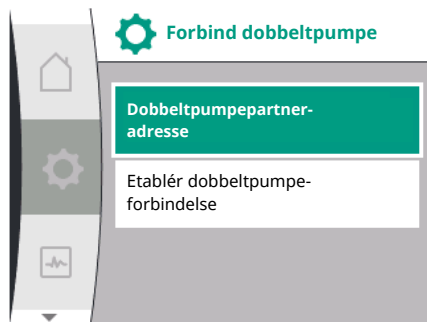 Forbind dobbeltpumpe
Dobbeltpumpepartner-
adresse
Etablér dobbeltpumpe-
forbindelse